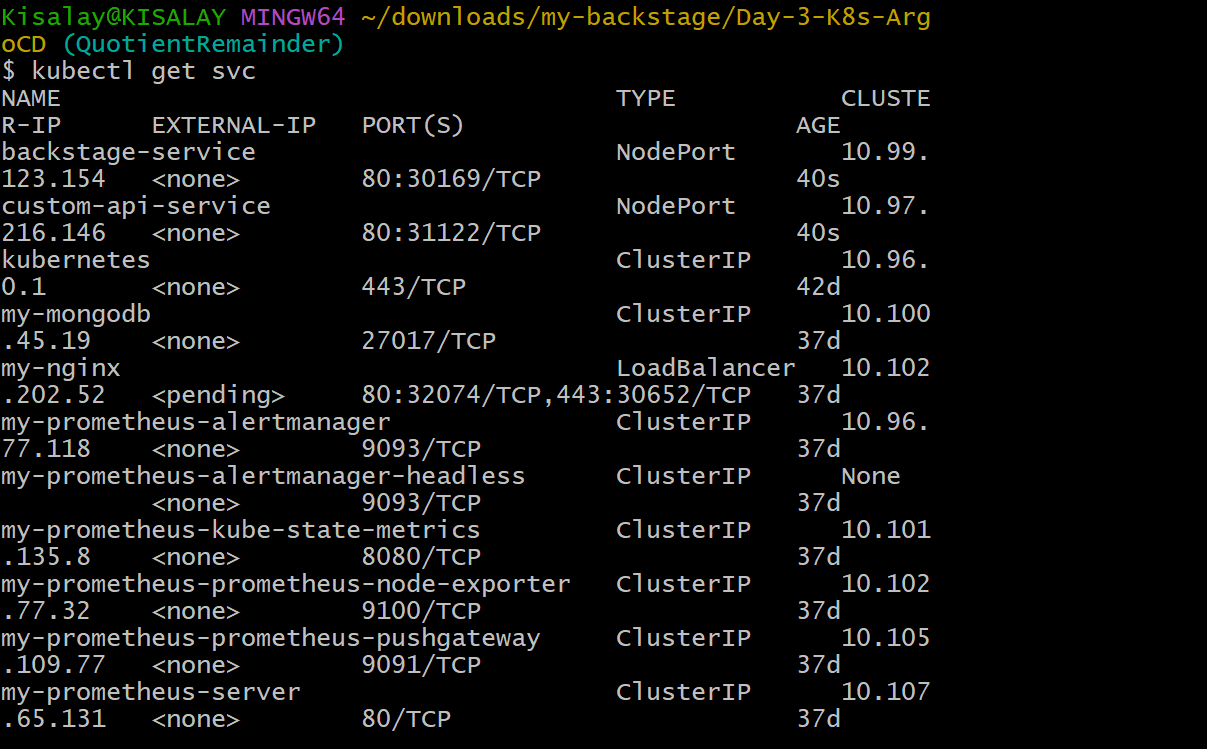 Kisalay@KISALAY MINGW64 ~/downloads/my-backstage/Day-3-K8s-Arg
oCD (QuotientRemainder)
$ kubectl get svc
NAME                                     TYPE           CLUSTE
R-IP      EXTERNAL-IP   PORT(S)                      AGE
backstage-service                        NodePort       10.99.
123.154   <none>        80:30169/TCP                 40s
custom-api-service                       NodePort       10.97.
216.146   <none>        80:31122/TCP                 40s
kubernetes                               ClusterIP      10.96.
0.1       <none>        443/TCP                      42d
my-mongodb                               ClusterIP      10.100
.45.19    <none>        27017/TCP                    37d
my-nginx                                 LoadBalancer   10.102
.202.52   <pending>     80:32074/TCP,443:30652/TCP   37d
my-prometheus-alertmanager               ClusterIP      10.96.
77.118    <none>        9093/TCP                     37d
my-prometheus-alertmanager-headless      ClusterIP      None
          <none>        9093/TCP                     37d
my-prometheus-kube-state-metrics         ClusterIP      10.101
.135.8    <none>        8080/TCP                     37d
my-prometheus-prometheus-node-exporter   ClusterIP      10.102
.77.32    <none>        9100/TCP                     37d
my-prometheus-prometheus-pushgateway     ClusterIP      10.105
.109.77   <none>        9091/TCP                     37d
my-prometheus-server                     ClusterIP      10.107
.65.131   <none>        80/TCP                       37d